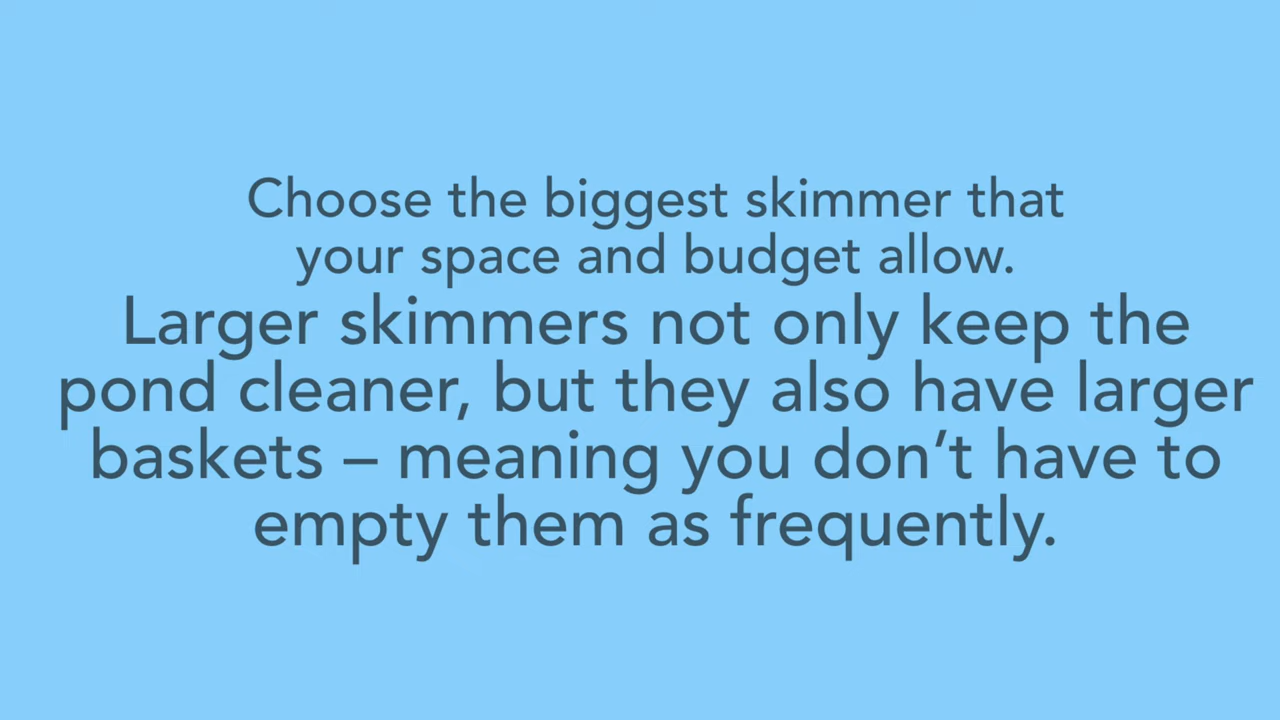 Choose the biggest skimmer that
your space and budget allow.
Larger skimmers not only keep the
pond cleaner, but they also have larger
baskets – meaning you don’t have to
empty them as frequently.